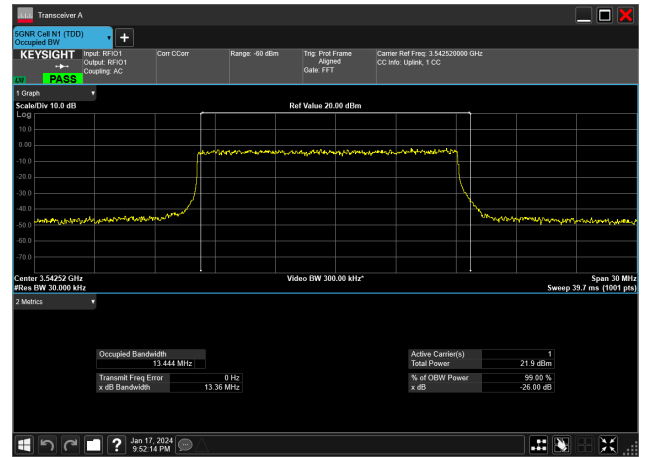 Transceiver A
5GNR Cell N1 (TDD)
Occupied BW
+
KEYSIGHT
LXI PASS
Input: RFIO1
Output: RFIO1
Coupling: AC
Corr CCorr
Range: -60 dBm
Trig: Prot Frame
Aligned
Gate: FFT
Carrier Ref Freq: 3.542520000 GHz
CC Info: Uplink, 1 CC
1 Graph
Scale/Div 10.0 dB
Ref Value 20.00 dBm
Log
10.0
0.00
-10.0
-20.0
-30.0
-40.0
-50.0
-60.0
-70.0
Center 3.54252 GHz
Video BW 300.00 kHz*
Span 30 MHz
#Res BW 30.000 kHz
Sweep 39.7 ms (1001 pts)
2 Metrics
Occupied Bandwidth
13.444 MHz
Transmit Freq Error 0 Hz
x dB Bandwidth 13.36 MHz
Active Carrier(s) 1
Total Power 21.9 dBm
% of OBW Power 99.00 %
x dB -26.00 dB
?
Jan 17, 2024
9:52:14 PM